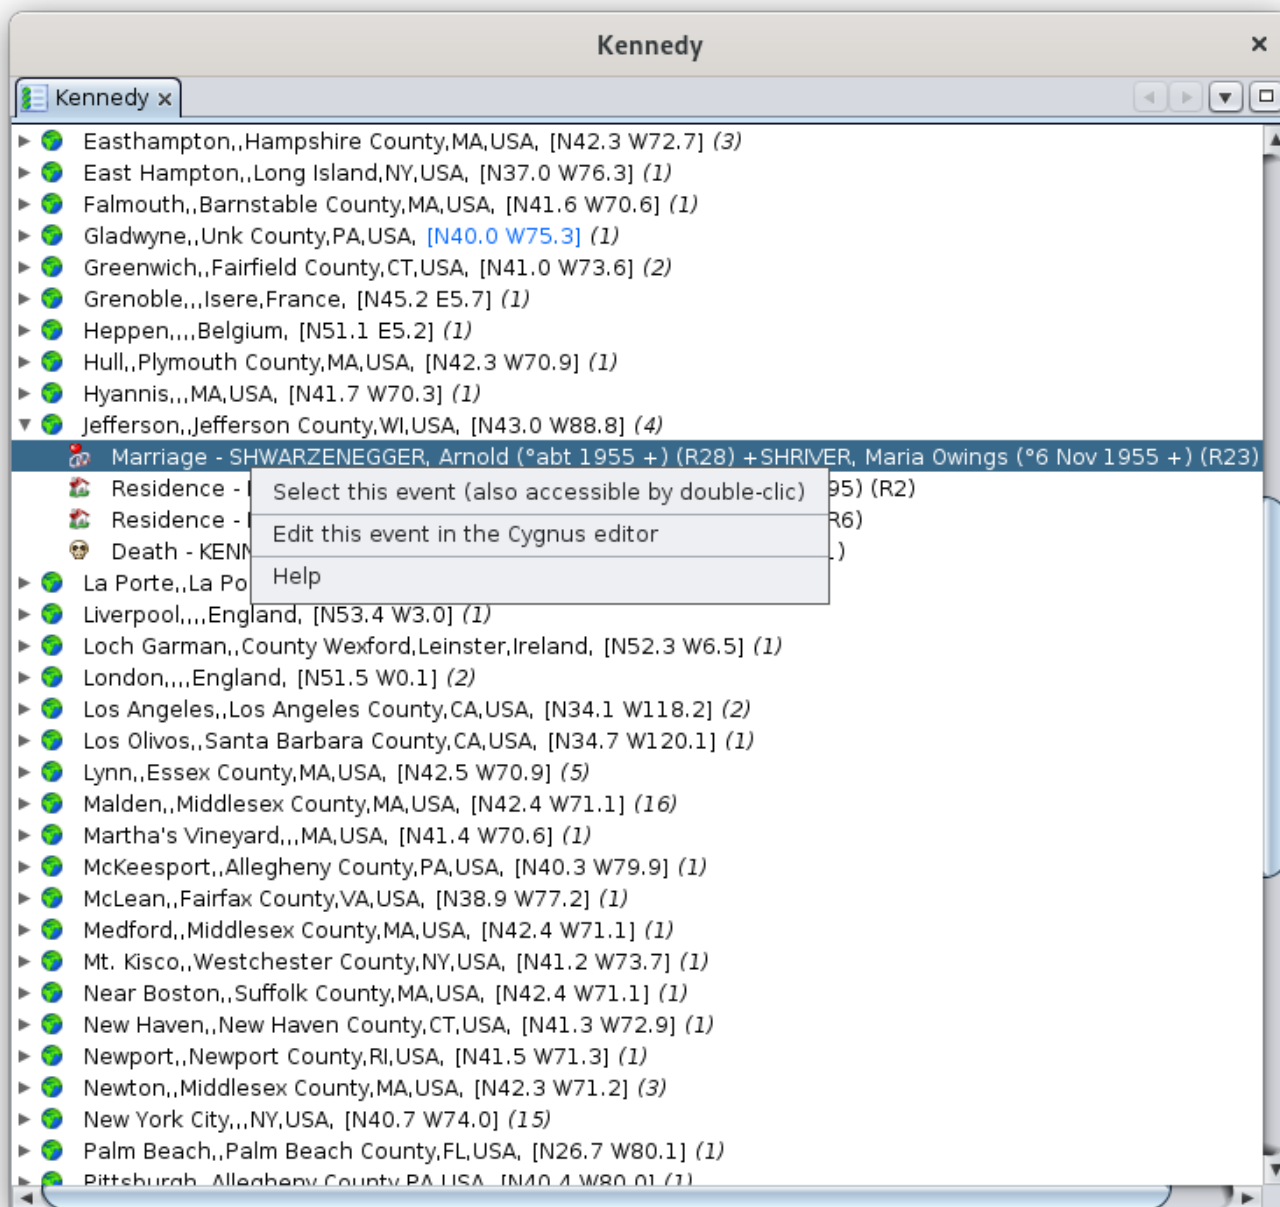 Kennedy
Kennedy
Easthampton,,Hampshire County,MA,USA, [N42.3 W72.7] (3)
East Hampton,,Long Island,NY,USA, [N37.0 W76.3] (1)
Falmouth,,Barnstable County,MA,USA, [N41.6 W70.6] (1)
Gladwyne,,Unk County,PA,USA, [N40.0 W75.3] (1)
Greenwich,,Fairfield County,CT,USA, [N41.0 W73.6] (2)
Grenoble,,,Isere,France, [N45.2 E5.7] (1)
Heppen,,,,Belgium, [N51.1 E5.2] (1)
Hull,,Plymouth County,MA,USA, [N42.3 W70.9] (1)
Hyannis,,,MA,USA, [N41.7 W70.3] (1)
Jefferson,,Jefferson County,WI,USA, [N43.0 W88.8] (4)
Marriage - SHWARZENEGGER, Arnold (°abt 1955 +) (R28) +SHRIVER, Maria Owings (°6 Nov 1955 +) (R23)
Residence - 95) (R2)
Residence - R6)
Death - KENN )
Select this event (also accessible by double-clic)
Edit this event in the Cygnus editor
Help
La Porte,,La Po
Liverpool,,,,England, [N53.4 W3.0] (1)
Loch Garman,,County Wexford,Leinster,Ireland, [N52.3 W6.5] (1)
London,,,,England, [N51.5 W0.1] (2)
Los Angeles,,Los Angeles County,CA,USA, [N34.1 W118.2] (2)
Los Olivos,,Santa Barbara County,CA,USA, [N34.7 W120.1] (1)
Lynn,,Essex County,MA,USA, [N42.5 W70.9] (5)
Malden,,Middlesex County,MA,USA, [N42.4 W71.1] (16)
Martha's Vineyard,,,MA,USA, [N41.4 W70.6] (1)
McKeesport,,Allegheny County,PA,USA, [N40.3 W79.9] (1)
McLean,,Fairfax County,VA,USA, [N38.9 W77.2] (1)
Medford,,Middlesex County,MA,USA, [N42.4 W71.1] (1)
Mt. Kisco,,Westchester County,NY,USA, [N41.2 W73.7] (1)
Near Boston,,Suffolk County,MA,USA, [N42.4 W71.1] (1)
New Haven,,New Haven County,CT,USA, [N41.3 W72.9] (1)
Newport,,Newport County,RI,USA, [N41.5 W71.3] (1)
Newton,,Middlesex County,MA,USA, [N42.3 W71.2] (3)
New York City,,,NY,USA, [N40.7 W74.0] (15)
Palm Beach,,Palm Beach County,FL,USA, [N26.7 W80.1] (1)
Pittsburgh,,Allegheny County,PA,USA, [N40.4 W80.0] (1)